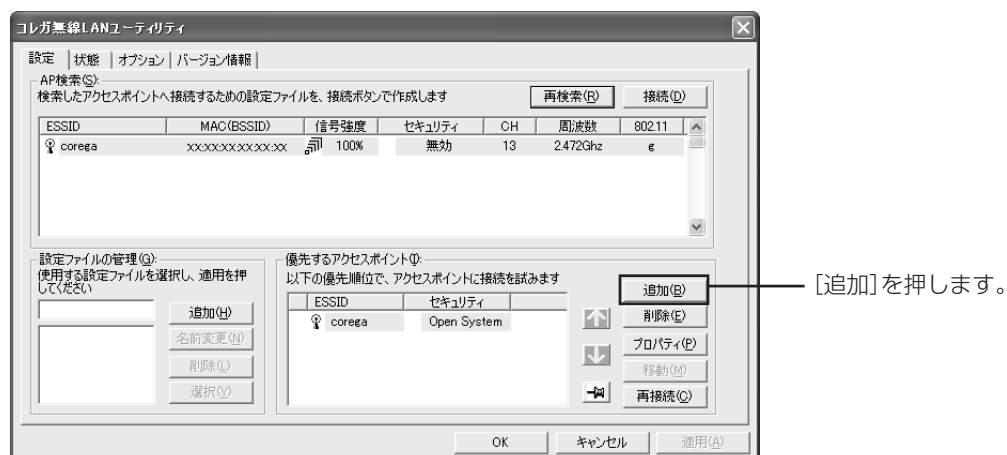 コレガ無線LANユーティリティ
設定 状態 オプション バージョン情報
AP検索(S):
検索したアクセスポイントへ接続するための設定ファイルを、接続ボタンで作成します 再検索(R) 接続(D)
ESSID MAC(BSSID) 信号強度 セキュリティ CH 周波数 802.11
corega XX:XX:XX:XX:XX:XX 100% 無効 13 2.472Ghz g
設定ファイルの管理(G):
使用する設定ファイルを選択し、適用を押
してください
追加(H)
名前変更(N)
削除(L)
選択(Y)
優先するアクセスポイント(I):
以下の優先順位で、アクセスポイントに接続を試みます
ESSID セキュリティ
corega Open System
追加(B)
削除(E)
プロパティ(P)
移動(M)
再接続(C)
[追加]を押します。
OK キャンセル 適用(A)